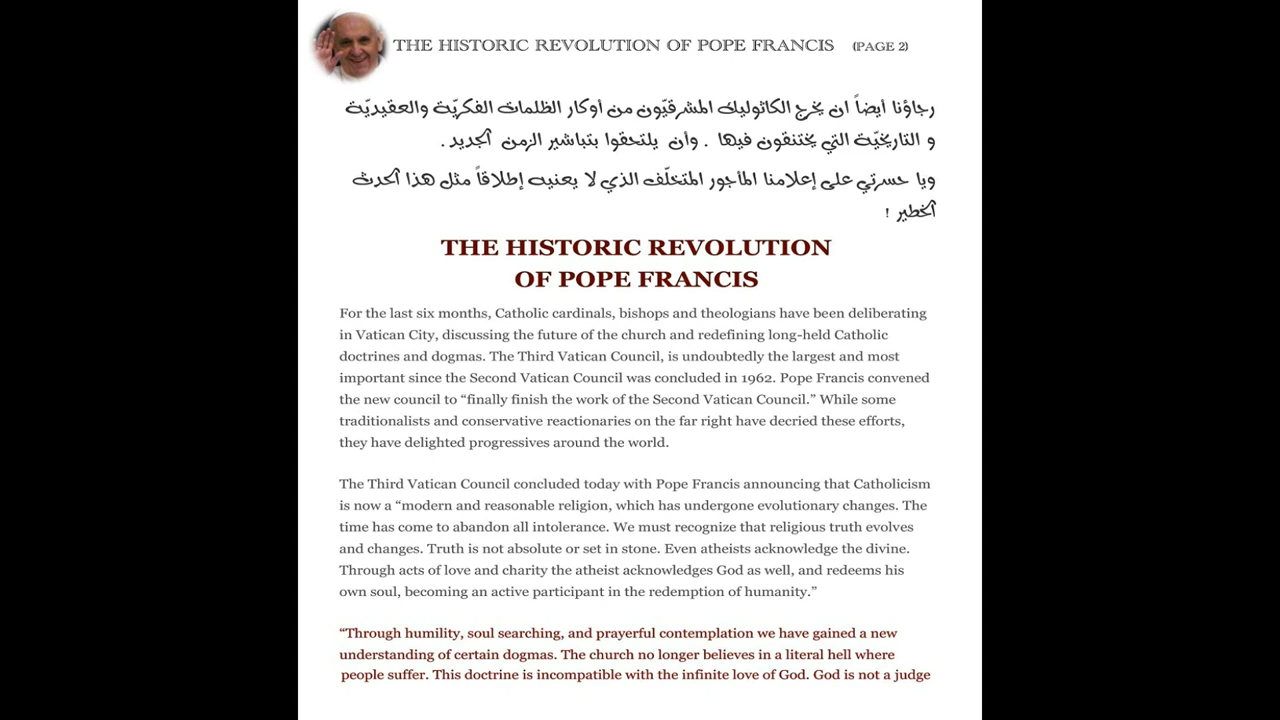 THE HISTORIC REVOLUTION OF POPE FRANCIS (PAGE 2)
رجاؤنا أيضاً ان يخرج الكاثوليك المشرقيّون من أوكار الظلمات الفكريّة والعقيديّة
و التاريخيّة التي يختنقون فيها . وأن يلتحقوا بتباشير الزمن الجديد .
ويا حسرتي على إعلامنا المأجور المتخلّف الذي لا يعنيه إطلاقاً مثل هذا الحدث
الخطير !
THE HISTORIC REVOLUTION
OF POPE FRANCIS
For the last six months, Catholic cardinals, bishops and theologians have been deliberating
in Vatican City, discussing the future of the church and redefining long-held Catholic
doctrines and dogmas. The Third Vatican Council, is undoubtedly the largest and most
important since the Second Vatican Council was concluded in 1962. Pope Francis convened
the new council to “finally finish the work of the Second Vatican Council.” While some
traditionalists and conservative reactionaries on the far right have decried these efforts,
they have delighted progressives around the world.
The Third Vatican Council concluded today with Pope Francis announcing that Catholicism
is now a “modern and reasonable religion, which has undergone evolutionary changes. The
time has come to abandon all intolerance. We must recognize that religious truth evolves
and changes. Truth is not absolute or set in stone. Even atheists acknowledge the divine.
Through acts of love and charity the atheist acknowledges God as well, and redeems his
own soul, becoming an active participant in the redemption of humanity.”
“Through humility, soul searching, and prayerful contemplation we have gained a new
understanding of certain dogmas. The church no longer believes in a literal hell where
people suffer. This doctrine is incompatible with the infinite love of God. God is not a judge